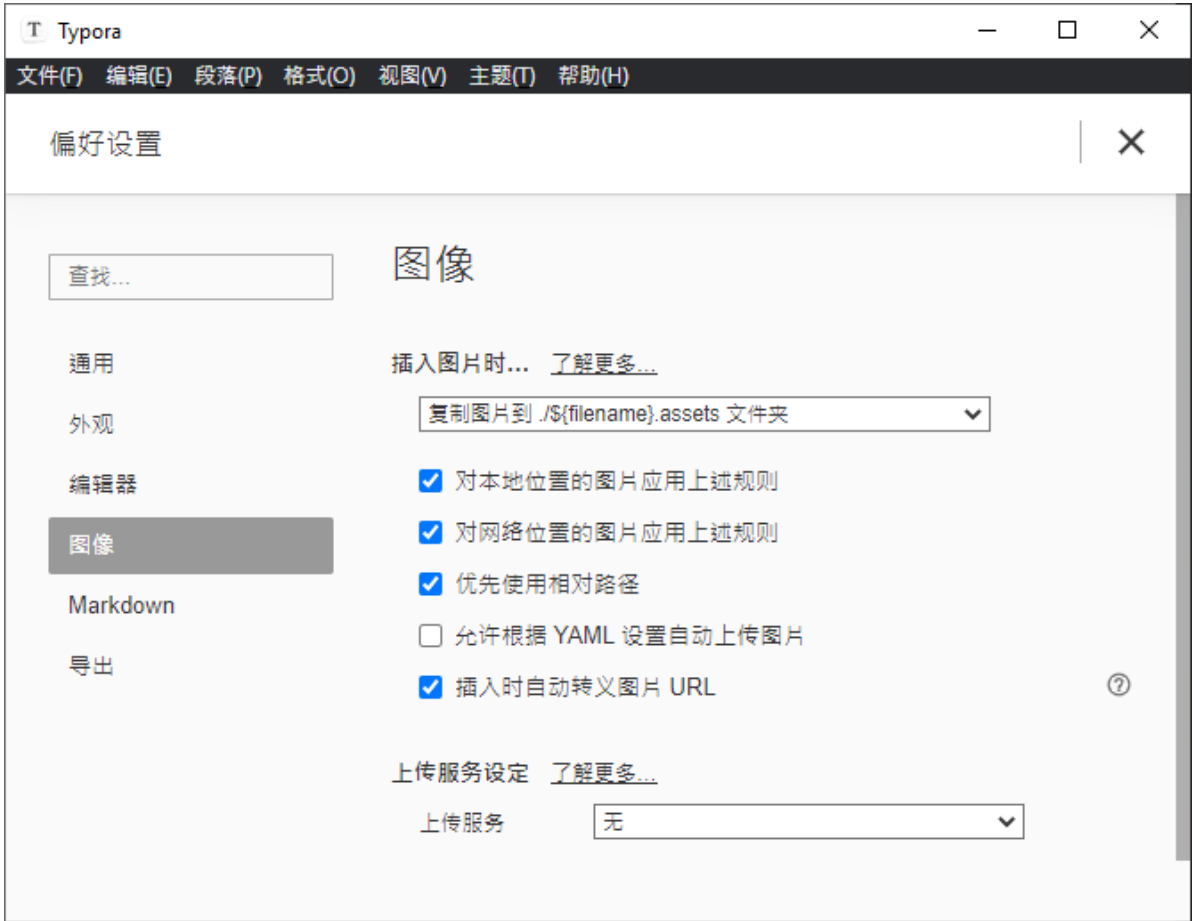 Typora
文件(F) 编辑(E) 段落(P) 格式(O) 视图(V) 主题(T) 帮助(H)
偏好设置
查找...
通用
外观
编辑器
图像
Markdown
导出
图像
插入图片时... 了解更多...
复制图片到 ./${filename}.assets 文件夹
对本地位置的图片应用上述规则
对网络位置的图片应用上述规则
优先使用相对路径
允许根据 YAML 设置自动上传图片
插入时自动转义图片 URL
上传服务设定 了解更多...
上传服务 无